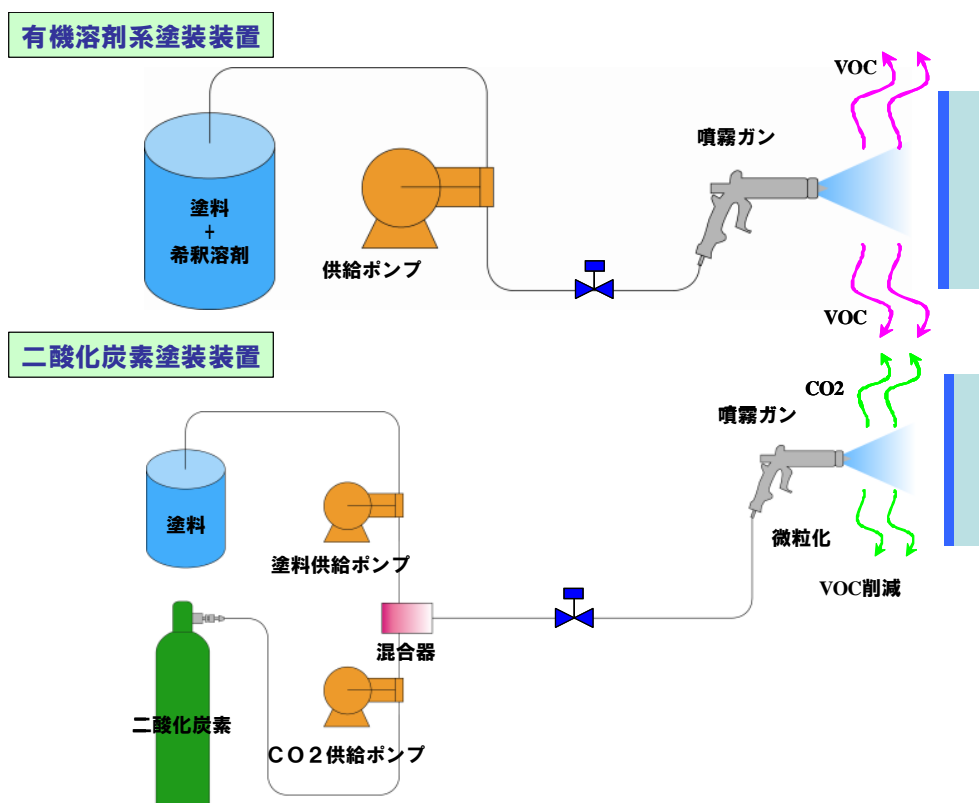 有機溶剤系塗装装置
VOC
噴霧ガン
塗料
+
希釈溶剤
供給ポンプ
VOC
二酸化炭素塗装装置
CO2
噴霧ガン
塗料
塗料供給ポンプ
微粒化
VOC削減
混合器
二酸化炭素
CO2供給ポンプ